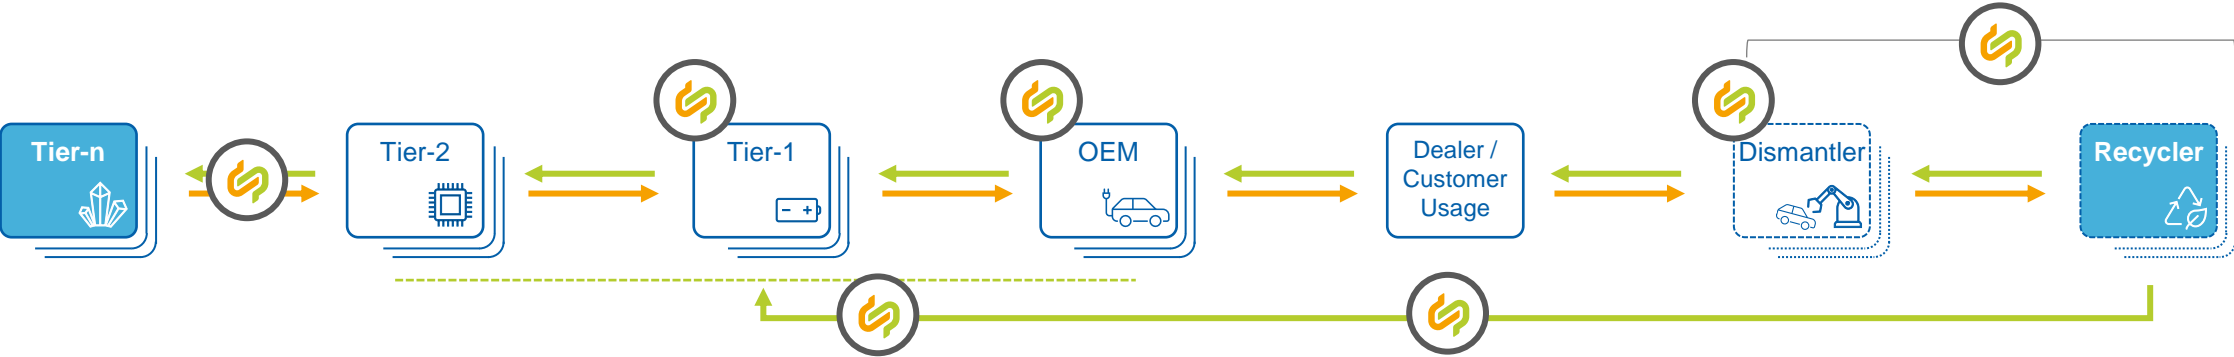 Tier-n
Tier-2
Tier-1
OEM
Dealer /
Customer
Usage
Dismantler
Recycler